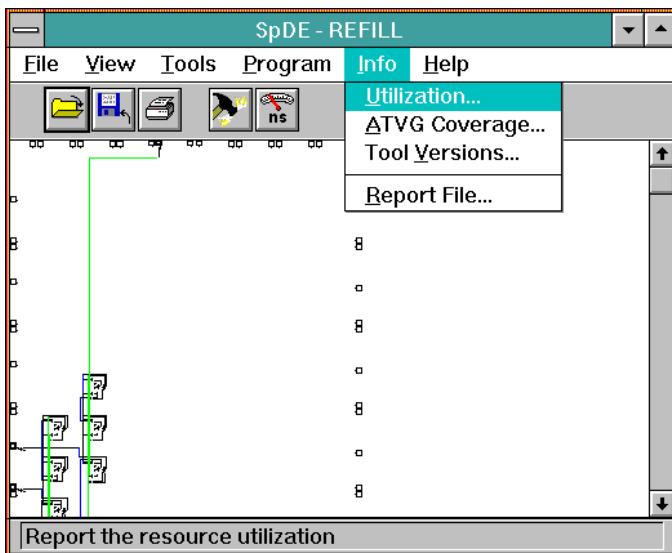 SpDE - REFILL
File View Tools Program Info Help
ns
Utilization...
ATVG Coverage...
Tool Versions...
Report File...
Report the resource utilization